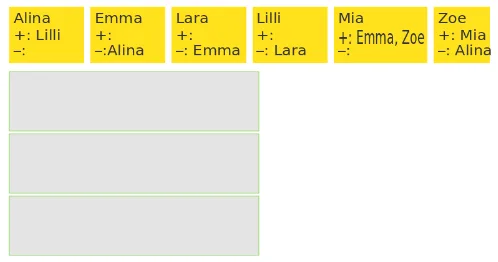 Alina
+: Lilli
–:
Emma
+:
–:Alina
Lara
+:
–: Emma
Lilli
+:
–: Lara
Mia
+: Emma, Zoe
–:
Zoe
+: Mia
–: Alina